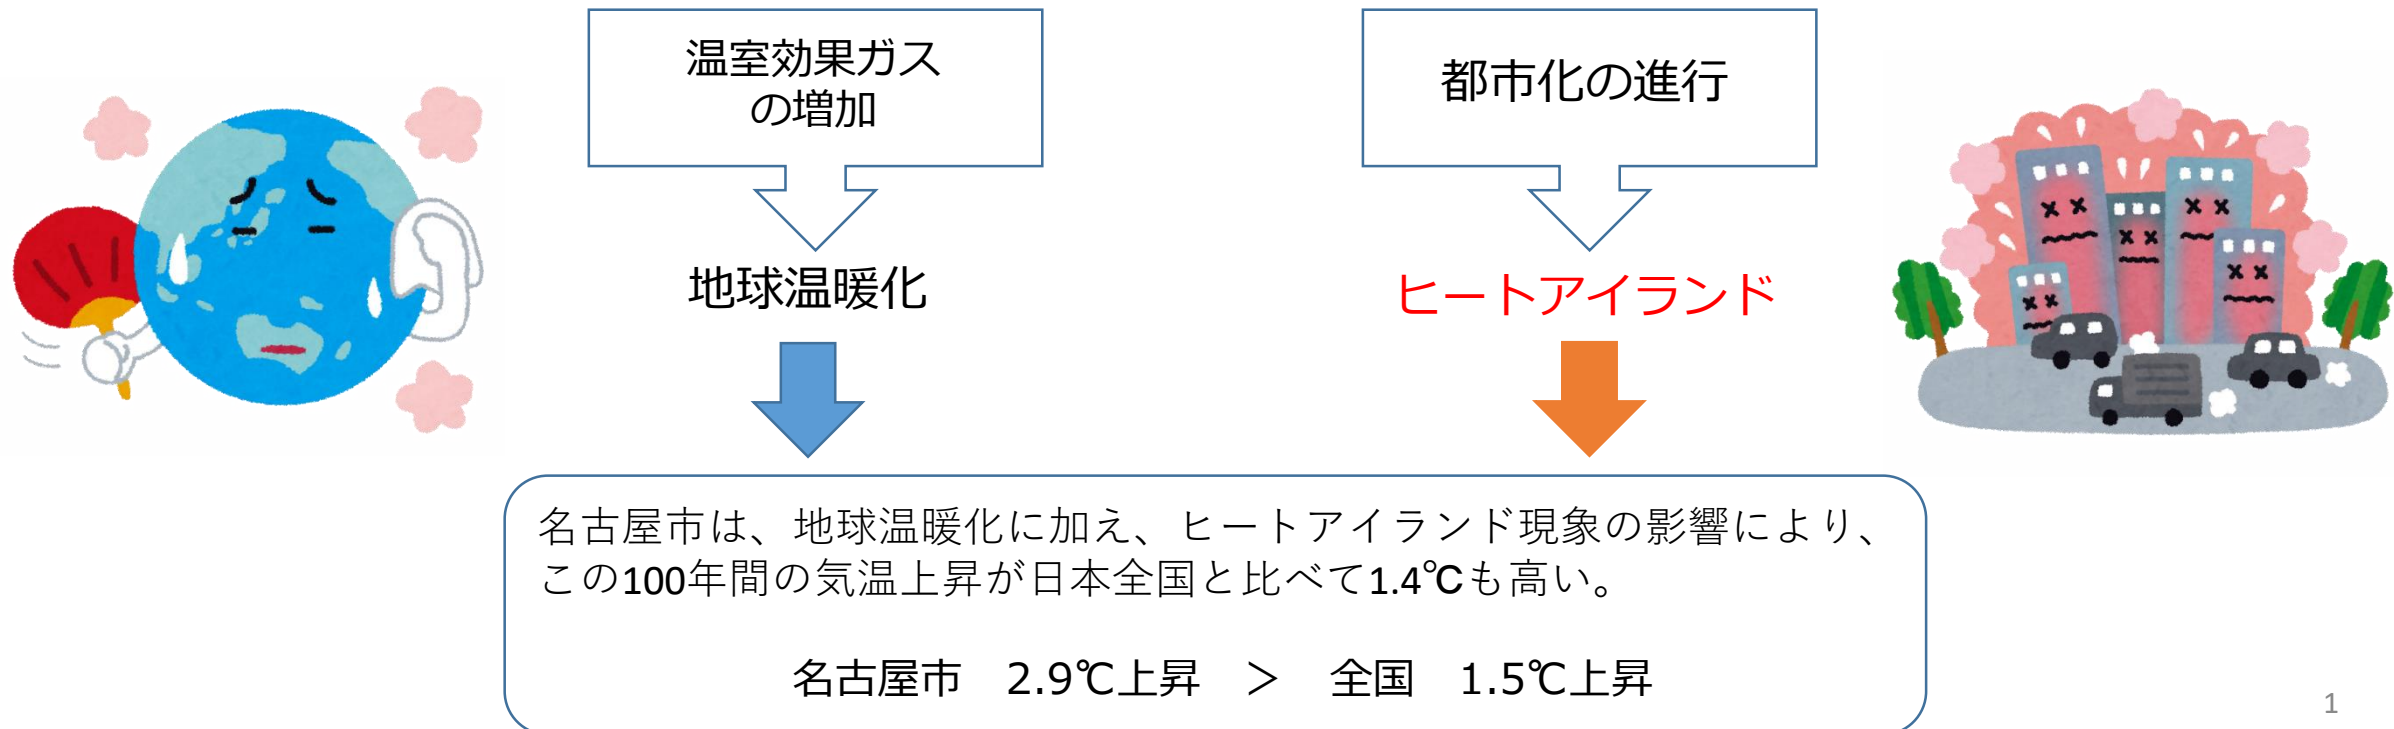 温室効果ガス
の増加
都市化の進行
地球温暖化
ヒートアイランド
名古屋市は、地球温暖化に加え、ヒートアイランド現象の影響により、
この100年間の気温上昇が日本全国と比べて1.4℃も高い。
名古屋市　2.9℃上昇　＞　全国　1.5℃上昇
1